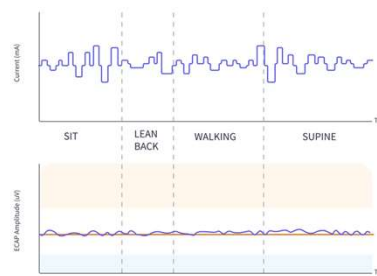 Current (mA)
T
SIT
LEAN
BACK
WALKING
SUPINE
ECAP Amplitude (uV)
T